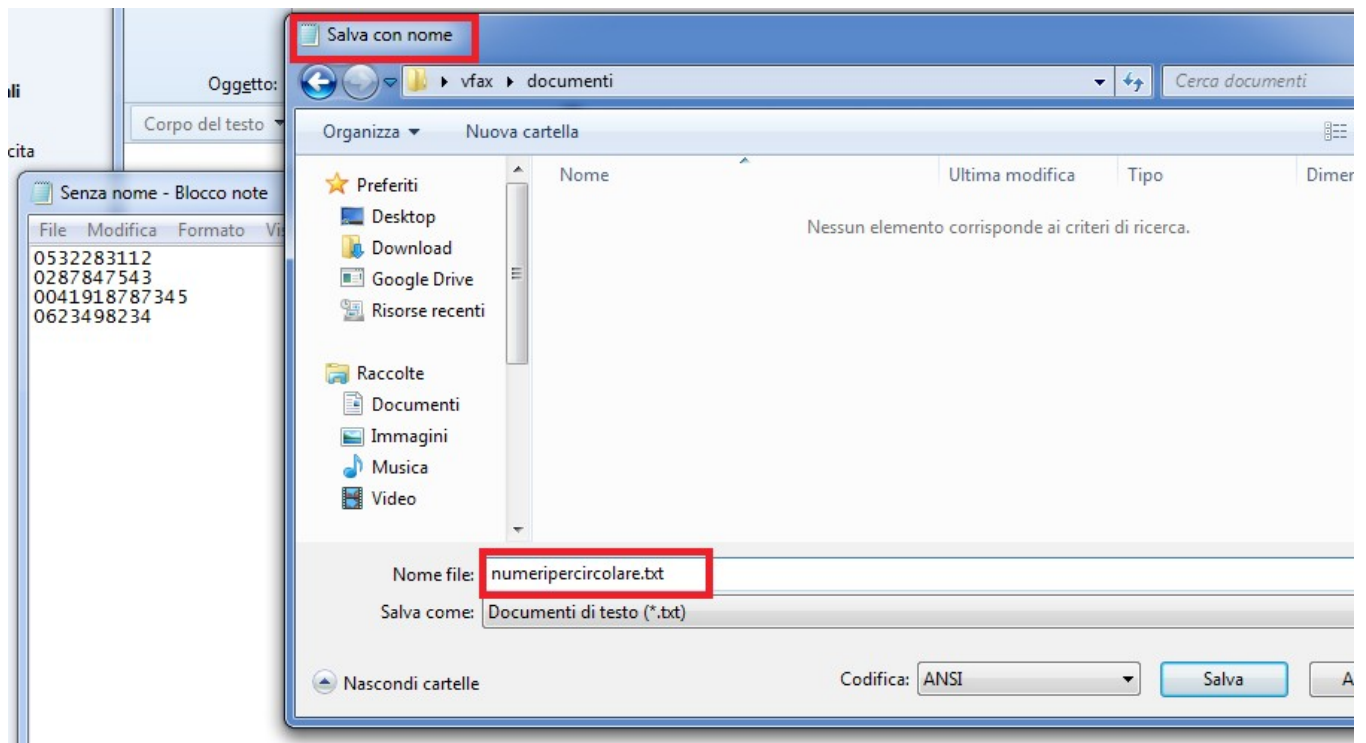 Salva con nome
vfax documenti
Cerca documenti
Oggetto:
Corpo del testo
Organizza Nuova cartella
Senza nome - Blocco note
File Modifica Formato
0532283112
0287847543
0041918787345
0623498234
Preferiti
Desktop
Download
Google Drive
Risorse recenti
Raccolte
Documenti
Immagini
Musica
Video
Nome Ultima modifica Tipo
Nessun elemento corrisponde ai criteri di ricerca.
Nome file: numeripercircolare.txt
Salva come: Documenti di testo (*.txt)
Nascondi cartelle
Codifica: ANSI
Salva